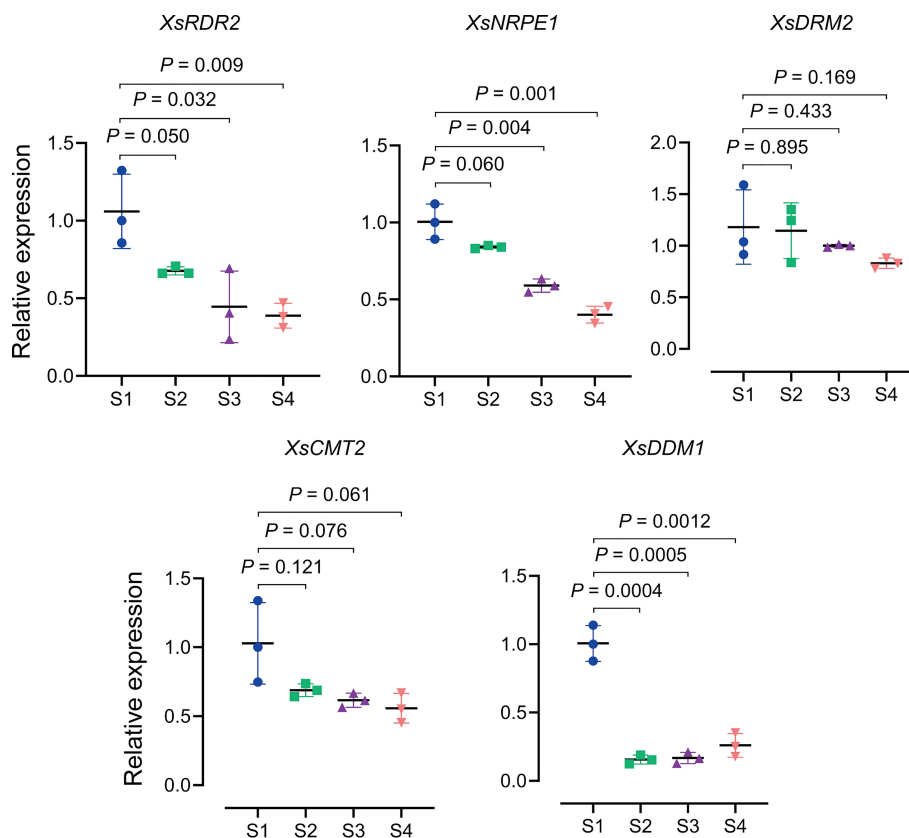 XsRDR2
XsNRPE1
XsDRM2
P = 0.009
P = 0.032
P = 0.050
P = 0.001
P = 0.004
P = 0.060
P = 0.169
P = 0.433
P = 0.895
Relative expression
1.5
1.0
0.5
0.0
S1 S2 S3 S4
1.5
1.0
0.5
0.0
S1 S2 S3 S4
2.0
1.5
1.0
0.5
0.0
S1 S2 S3 S4
XsCMT2
XsDDM1
P = 0.061
P = 0.076
P = 0.121
P = 0.0012
P = 0.0005
P = 0.0004
Relative expression
1.5
1.0
0.5
0.0
S1 S2 S3 S4
1.5
1.0
0.5
0.0
S1 S2 S3 S4